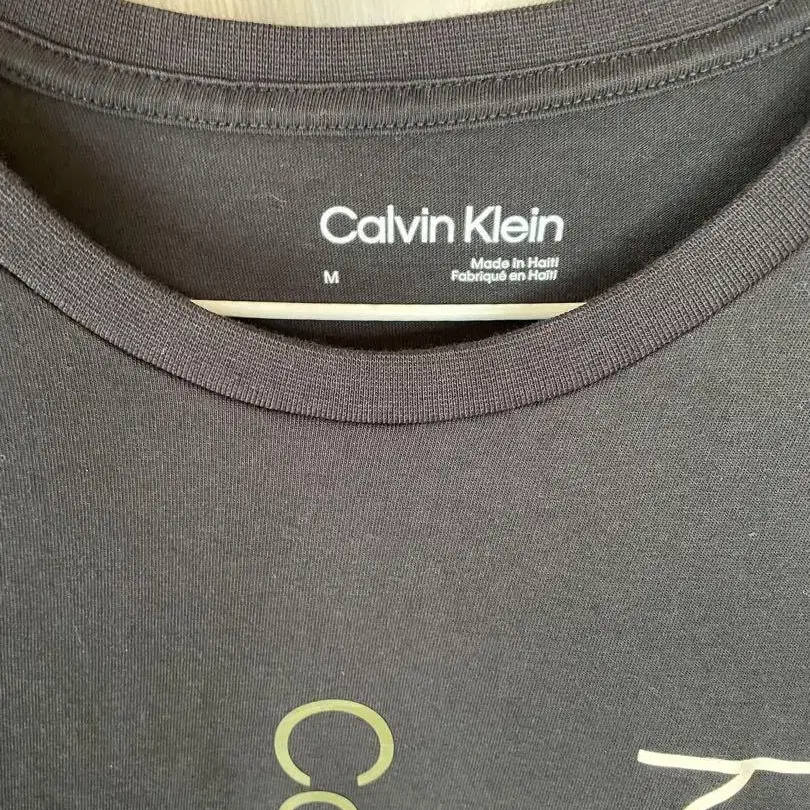 Calvin Klein
M
Made in Haiti
Fabriqué en Haïti
C